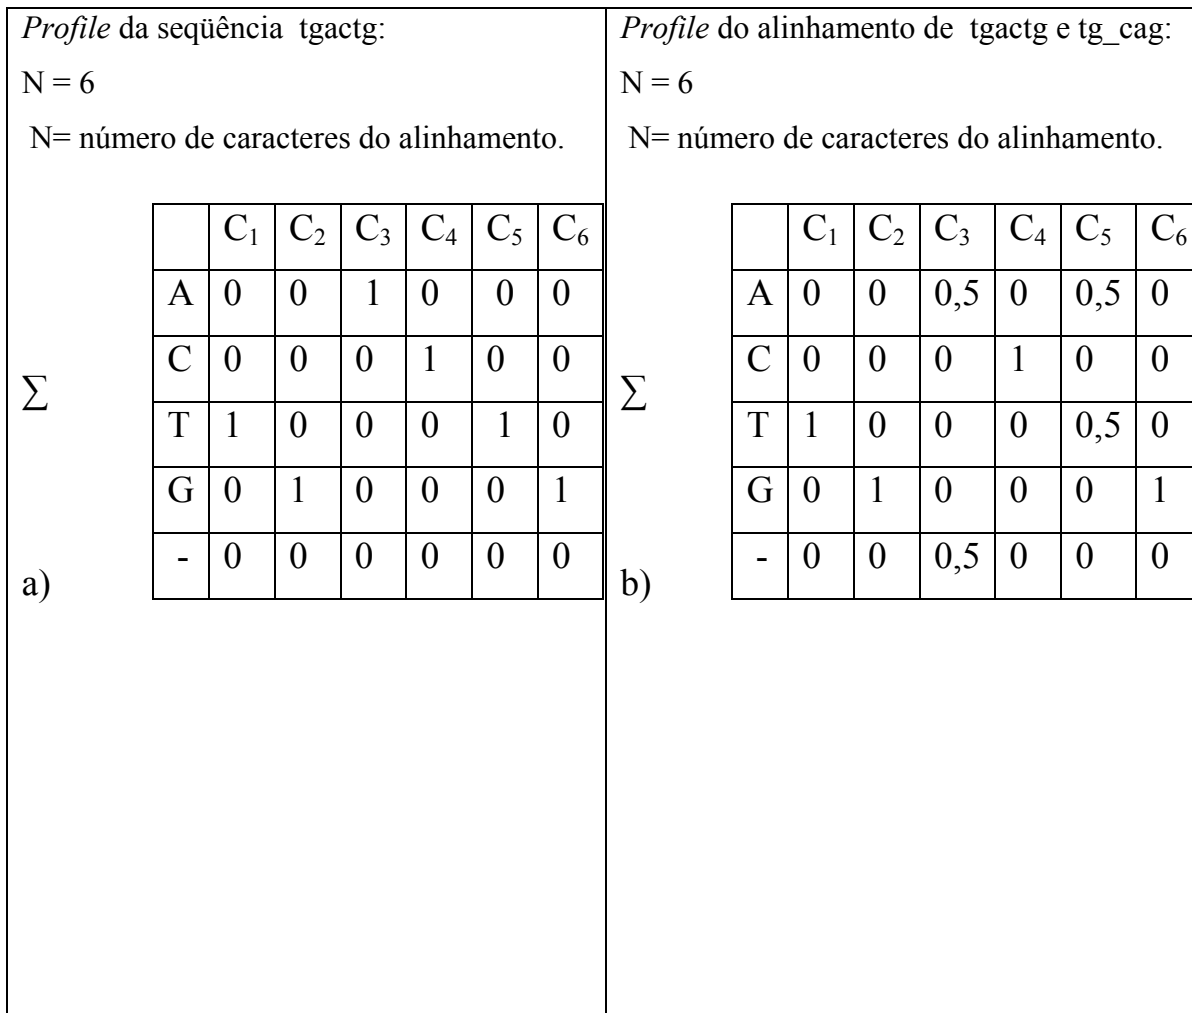 Profile da seqüência tgactg:
N = 6
N= número de caracteres do alinhamento.
C1 C2 C3 C4 C5 C6
A 0 0 1 0 0 0
C 0 0 0 1 0 0
∑
T 1 0 0 0 1 0
G 0 1 0 0 0 1
- 0 0 0 0 0 0
a)
Profile do alinhamento de tgactg e tg_cag:
N = 6
N= número de caracteres do alinhamento.
C1 C2 C3 C4 C5 C6
A 0 0 0,5 0 0,5 0
C 0 0 0 1 0 0
∑
T 1 0 0 0 0,5 0
G 0 1 0 0 0 1
- 0 0 0,5 0 0 0
b)